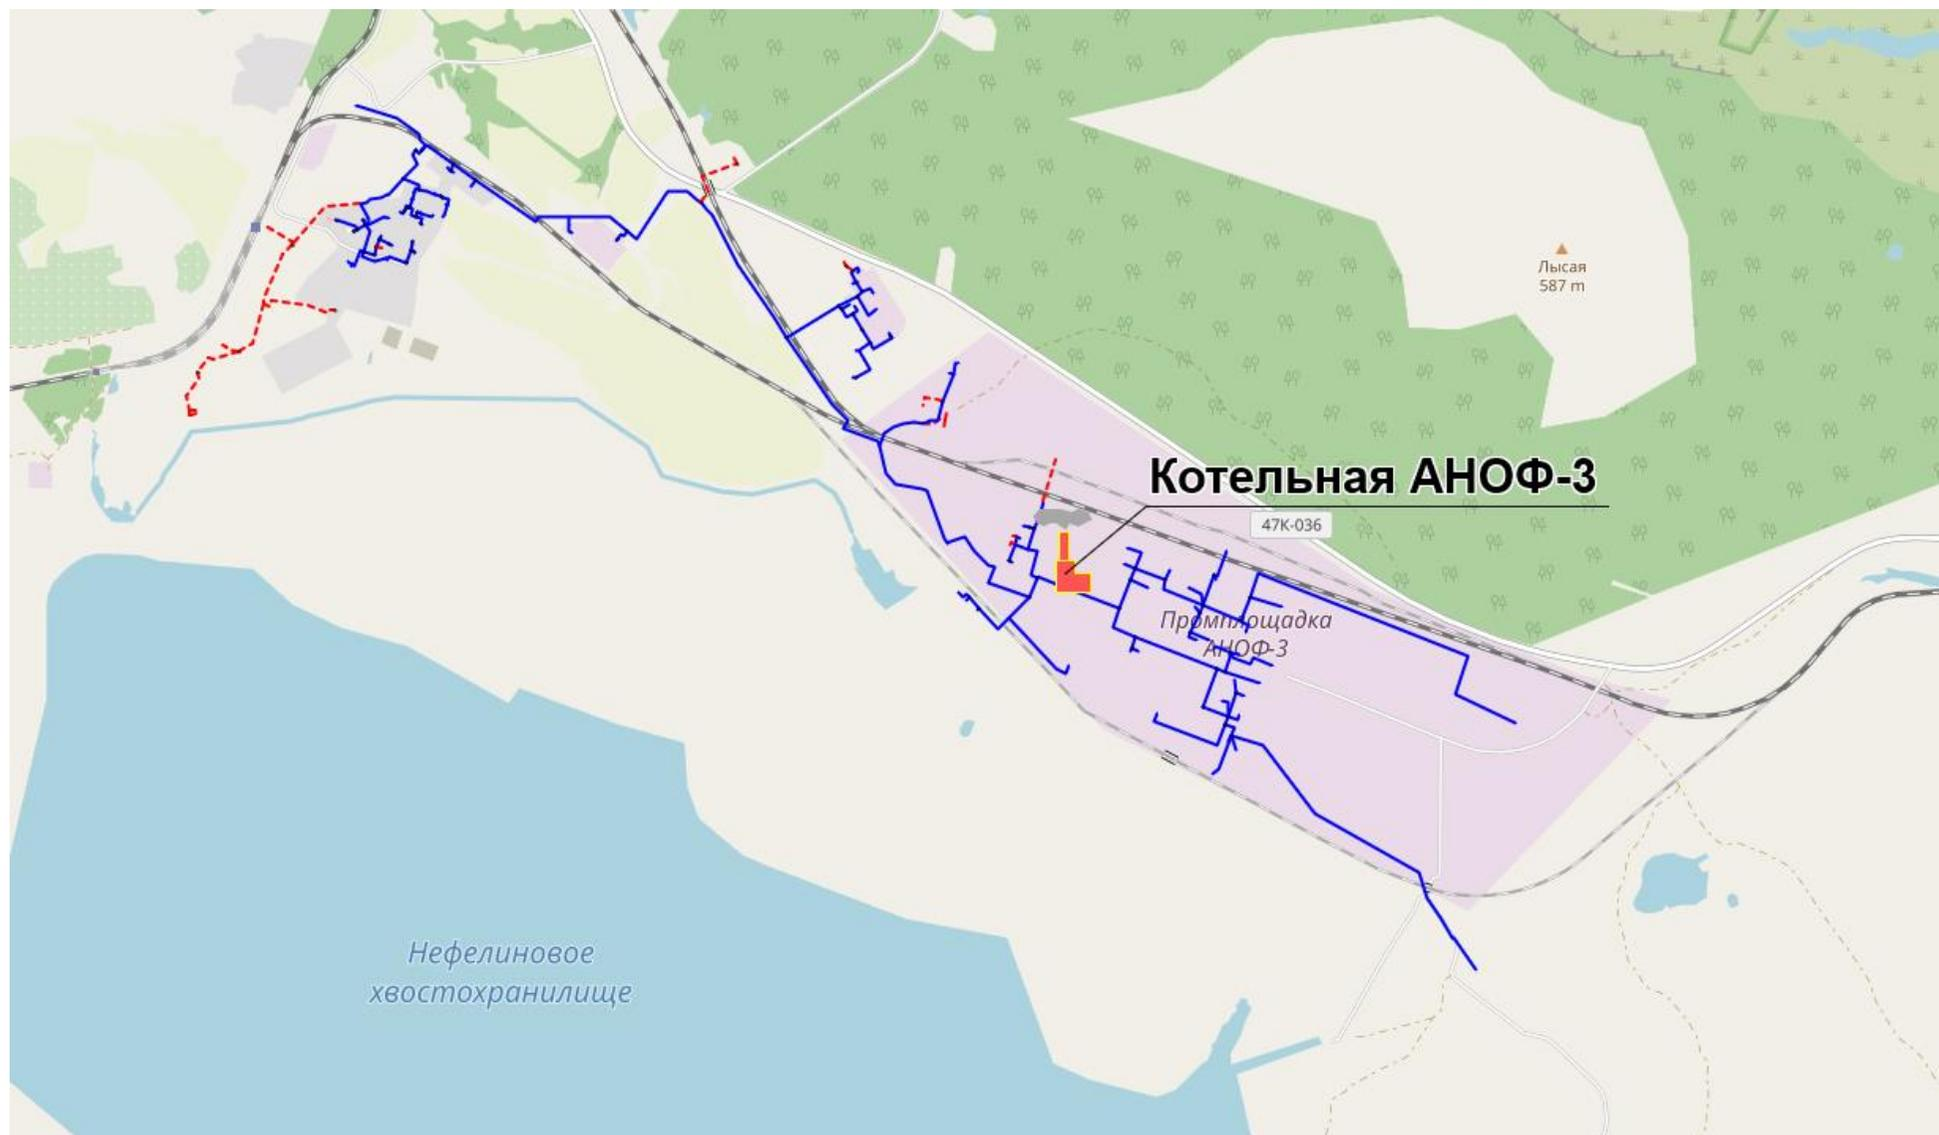 Лысая
587 m
Котельная АНОФ-3
47К-036
Промплощадка
АНОФ-3
Нефелиновое
хвостохранилище